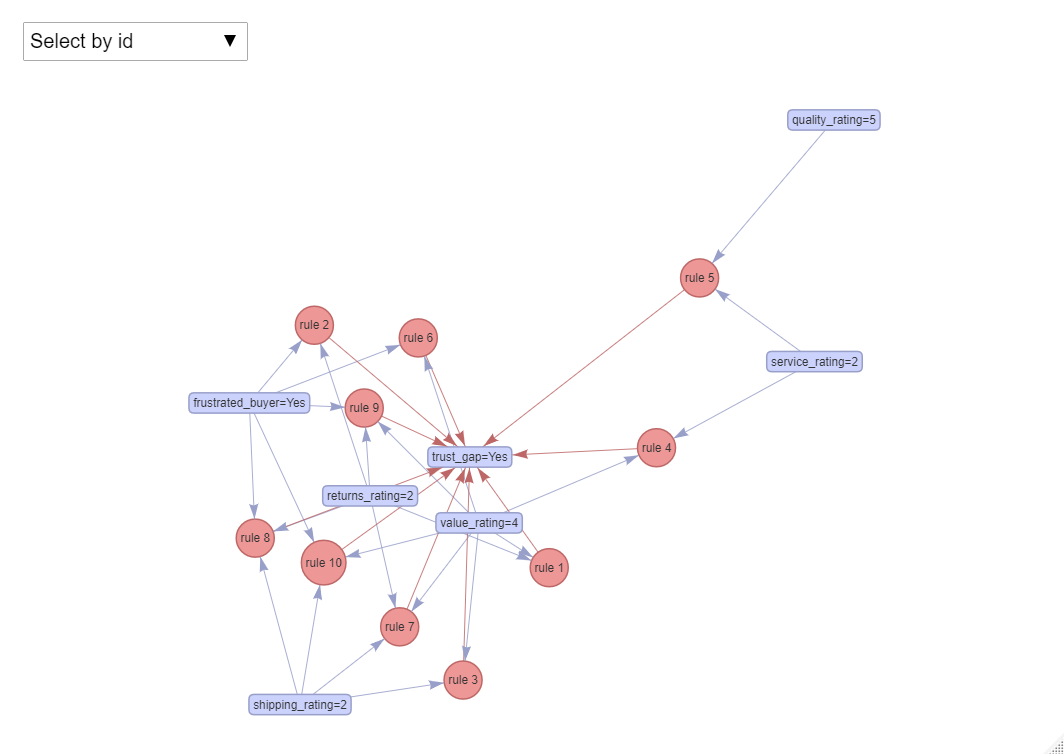 Select by id ▼
quality_rating=5
rule 5
rule 2
rule 6
service_rating=2
frustrated_buyer=Yes
rule 9
trust_gap=Yes
rule 4
returns_rating=2
value_rating=4
rule 8
rule 10
rule 1
rule 7
rule 3
shipping_rating=2